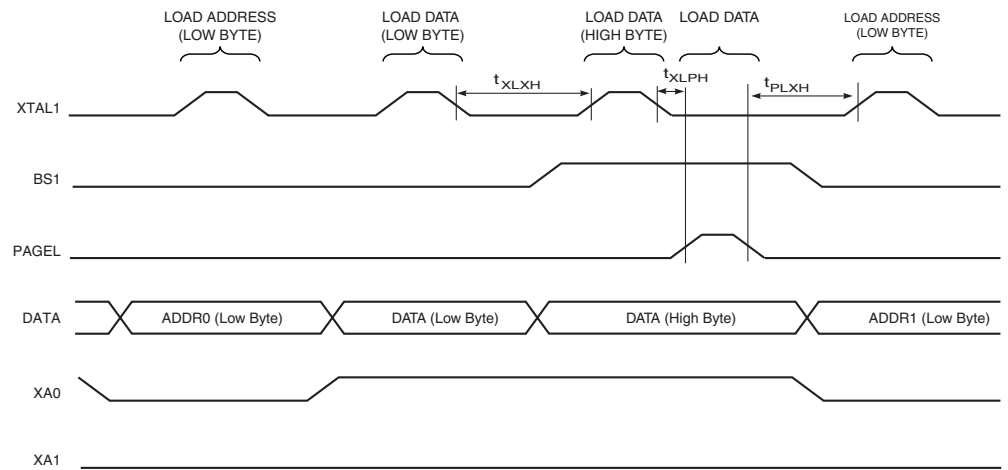 LOAD ADDRESS
(LOW BYTE)
LOAD DATA
(LOW BYTE)
LOAD DATA
(HIGH BYTE)
LOAD DATA
LOAD ADDRESS
(LOW BYTE)
tXLXH
tXLPH
tPLXH
XTAL1
BS1
PAGEL
DATA
ADDR0 (Low Byte)
DATA (Low Byte)
DATA (High Byte)
ADDR1 (Low Byte)
XA0
XA1